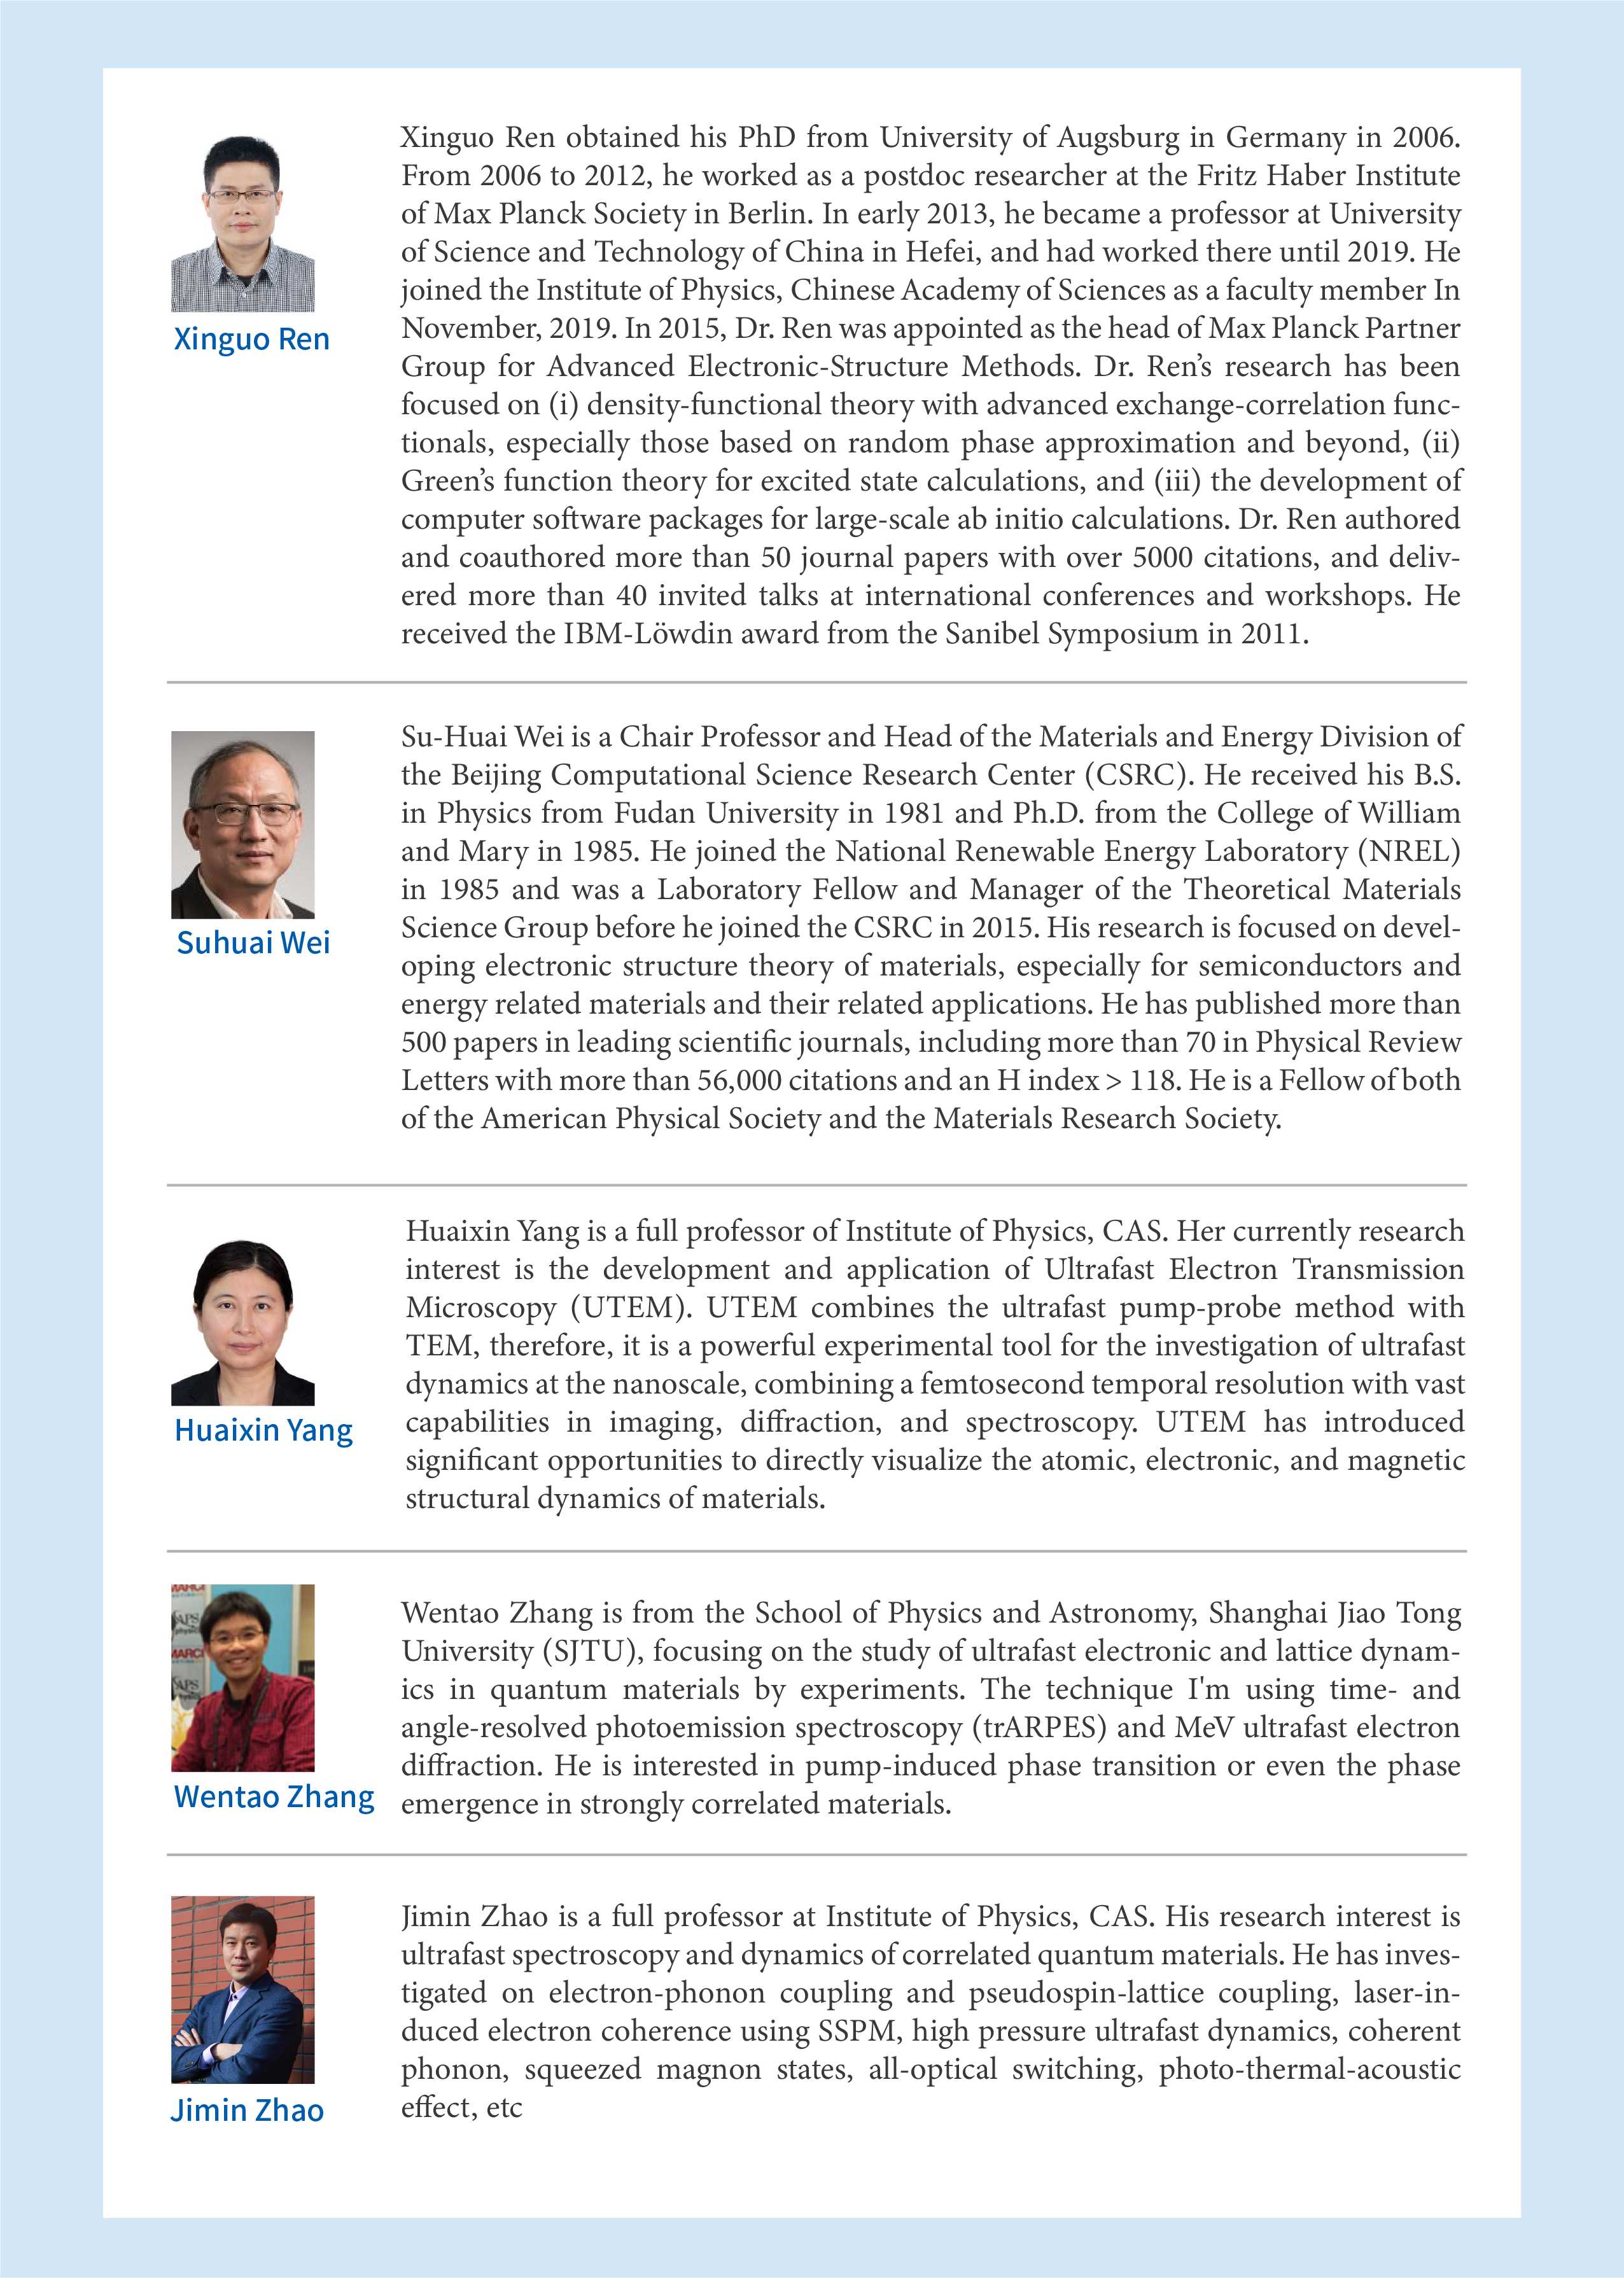 Xinguo Ren obtained his PhD from University of Augsburg in Germany in 2006.
From 2006 to 2012, he worked as a postdoc researcher at the Fritz Haber Institute
of Max Planck Society in Berlin. In early 2013, he became a professor at University
of Science and Technology of China in Hefei, and had worked there until 2019. He
joined the Institute of Physics, Chinese Academy of Sciences as a faculty member In
November, 2019. In 2015, Dr. Ren was appointed as the head of Max Planck Partner
Group for Advanced Electronic-Structure Methods. Dr. Ren’s research has been
focused on (i) density-functional theory with advanced exchange-correlation func-
tionals, especially those based on random phase approximation and beyond, (ii)
Green’s function theory for excited state calculations, and (iii) the development of
computer software packages for large-scale ab initio calculations. Dr. Ren authored
and coauthored more than 50 journal papers with over 5000 citations, and deliv-
ered more than 40 invited talks at international conferences and workshops. He
received the IBM-Löwdin award from the Sanibel Symposium in 2011.
Xinguo Ren
Su-Huai Wei is a Chair Professor and Head of the Materials and Energy Division of
the Beijing Computational Science Research Center (CSRC). He received his B.S.
in Physics from Fudan University in 1981 and Ph.D. from the College of William
and Mary in 1985. He joined the National Renewable Energy Laboratory (NREL)
in 1985 and was a Laboratory Fellow and Manager of the Theoretical Materials
Science Group before he joined the CSRC in 2015. His research is focused on devel-
oping electronic structure theory of materials, especially for semiconductors and
energy related materials and their related applications. He has published more than
500 papers in leading scientific journals, including more than 70 in Physical Review
Letters with more than 56,000 citations and an H index > 118. He is a Fellow of both
of the American Physical Society and the Materials Research Society.
Suhuai Wei
Huaixin Yang is a full professor of Institute of Physics, CAS. Her currently research
interest is the development and application of Ultrafast Electron Transmission
Microscopy (UTEM). UTEM combines the ultrafast pump-probe method with
TEM, therefore, it is a powerful experimental tool for the investigation of ultrafast
dynamics at the nanoscale, combining a femtosecond temporal resolution with vast
capabilities in imaging, diffraction, and spectroscopy. UTEM has introduced
significant opportunities to directly visualize the atomic, electronic, and magnetic
structural dynamics of materials.
Huaixin Yang
Wentao Zhang is from the School of Physics and Astronomy, Shanghai Jiao Tong
University (SJTU), focusing on the study of ultrafast electronic and lattice dynam-
ics in quantum materials by experiments. The technique I'm using time- and
angle-resolved photoemission spectroscopy (trARPES) and MeV ultrafast electron
diffraction. He is interested in pump-induced phase transition or even the phase
emergence in strongly correlated materials.
Wentao Zhang
Jimin Zhao is a full professor at Institute of Physics, CAS. His research interest is
ultrafast spectroscopy and dynamics of correlated quantum materials. He has inves-
tigated on electron-phonon coupling and pseudospin-lattice coupling, laser-in-
duced electron coherence using SSPM, high pressure ultrafast dynamics, coherent
phonon, squeezed magnon states, all-optical switching, photo-thermal-acoustic
effect, etc
Jimin Zhao